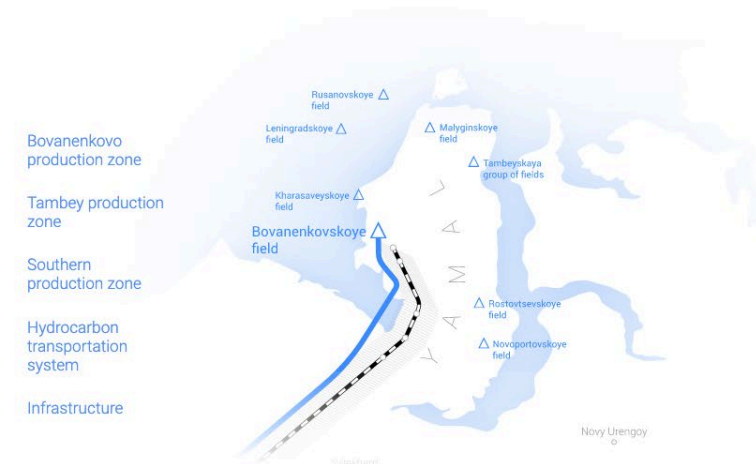 Bovanenkovo
production zone
Tambey production
zone
Southern
production zone
Hydrocarbon
transportation
system
Infrastructure
Rusanovskoye
field
Leningradskoye
field
Malyginskoye
field
Tambeyskaya
group of fields
Kharasaveyskoye
field
Bovanenkovskoye
field
YAMAL
Rostovtsevskoye
field
Novoportovskoye
field
Novy Urengoy